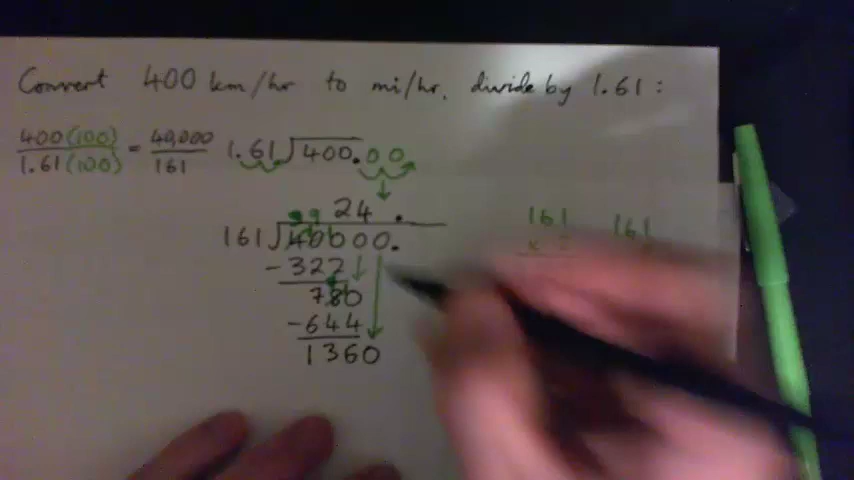 Convert 400 km/hr to mi/hr, divide by 1.61:
400(100) / 1.61(100) = 40,000 / 161 1.61)400.00
24.
161)40000.
-322
780
-644
1360
161
x
161